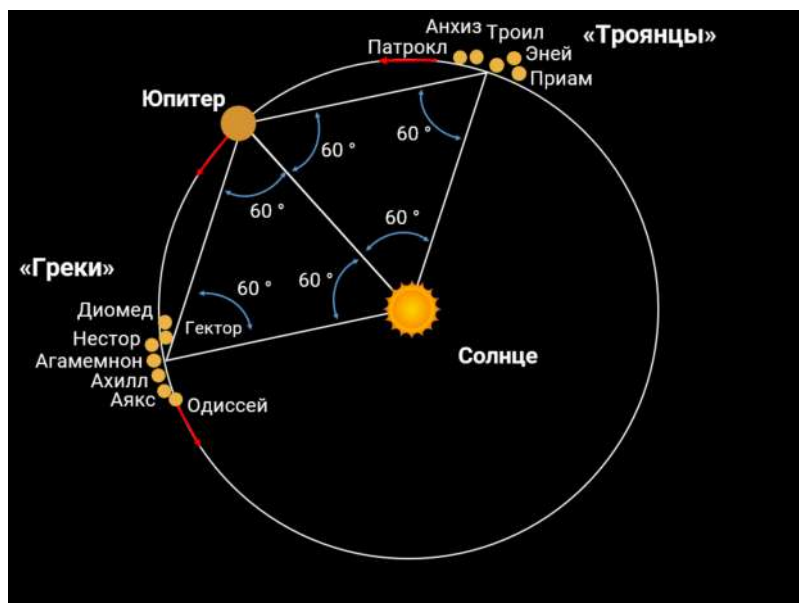 Анхиз
Троил
«Троянцы»
Патрокл
Эней
Приам
Юпитер
60 °
60 °
60 °
60 °
«Греки»
60 °
60 °
Диомед
Гектор
Нестор
Агамемнон
Солнце
Ахилл
Аякс
Одиссей